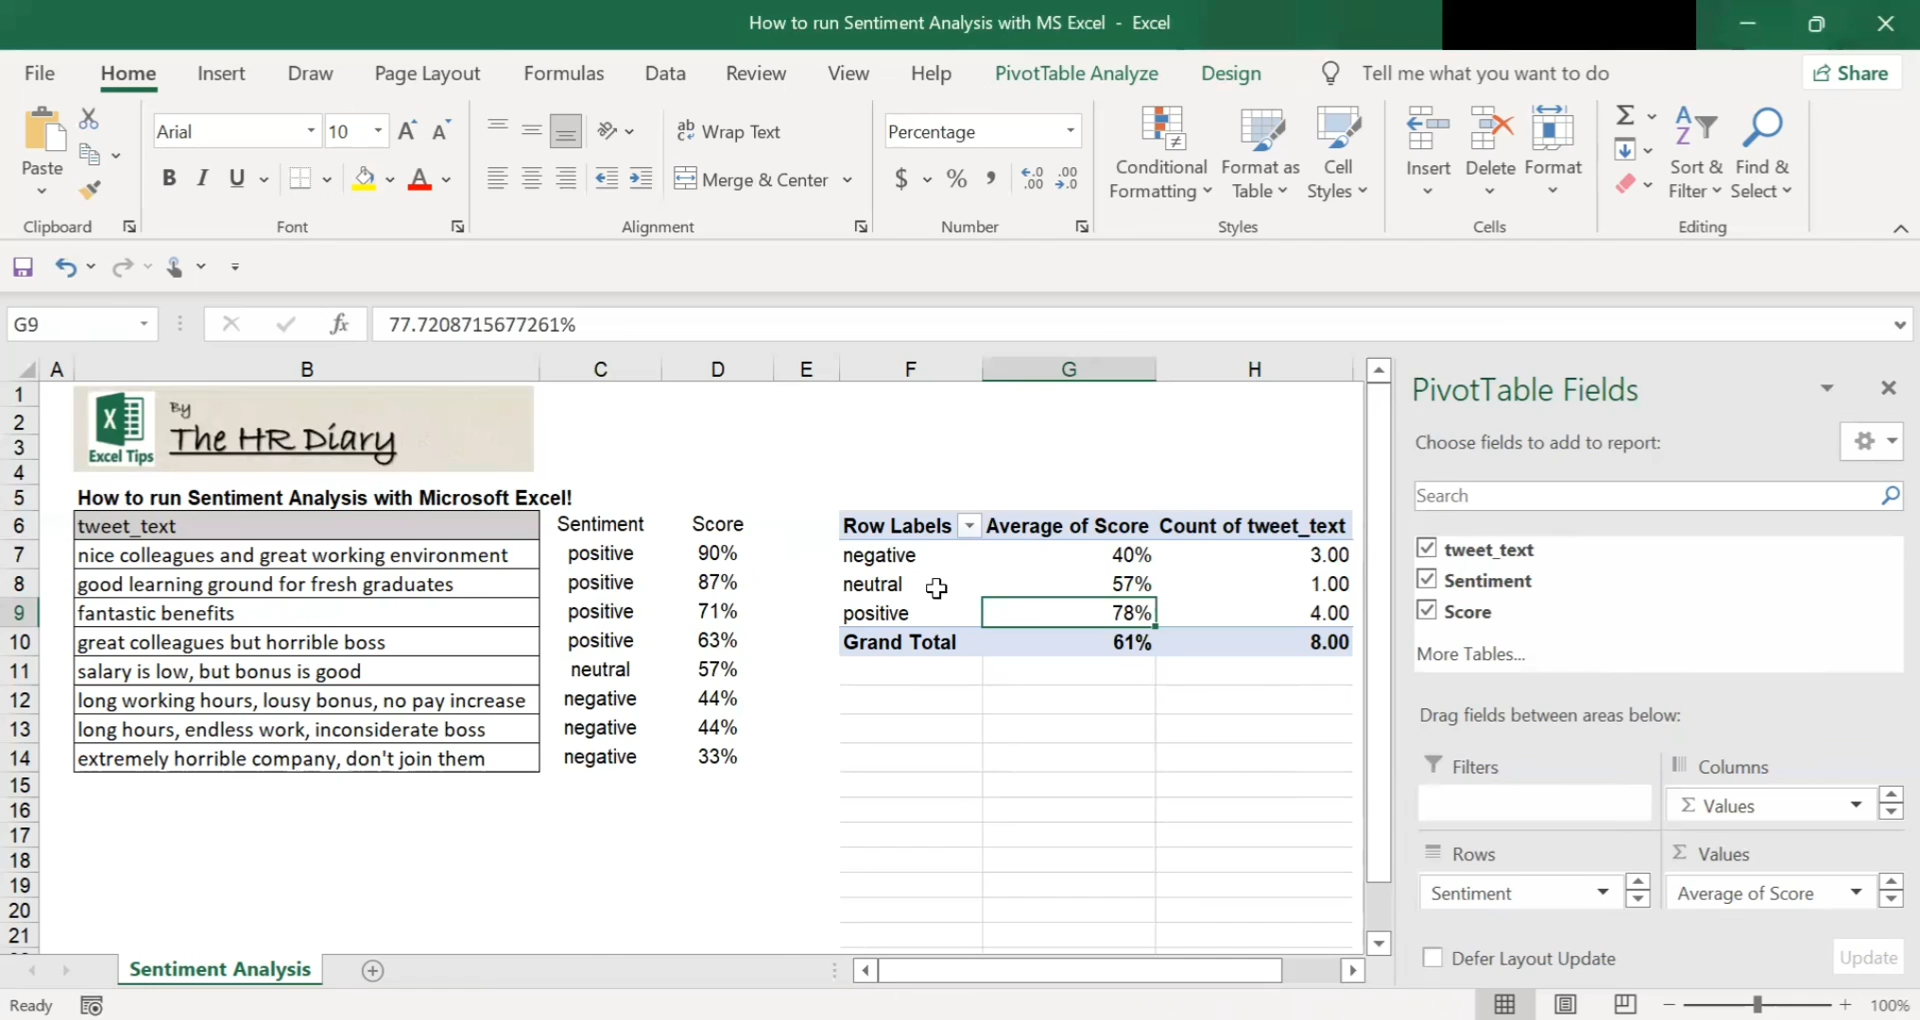 How to run Sentiment Analysis with MS Excel - Excel
File Home Insert Draw Page Layout Formulas Data Review View Help PivotTable Analyze Design Tell me what you want to do Share
Paste
Clipboard
Arial 10
B I U A
Font
Wrap Text
Merge & Center
Alignment
Percentage
$ % ,
Number
Conditional Formatting
Format as Table
Cell Styles
Styles
Insert Delete Format
Cells
Sort & Filter
Find & Select
Editing
G9 fx 77.7208715677261%
A B C D E F G H
1
2 Excel Tips By The HR Diary
3
4
5 How to run Sentiment Analysis with Microsoft Excel!
6 tweet_text Sentiment Score Row Labels Average of Score Count of tweet_text
7 nice colleagues and great working environment positive 90% negative 40% 3.00
8 good learning ground for fresh graduates positive 87% neutral 57% 1.00
9 fantastic benefits positive 71% positive 78% 4.00
10 great colleagues but horrible boss positive 63% Grand Total 61% 8.00
11 salary is low, but bonus is good neutral 57%
12 long working hours, lousy bonus, no pay increase negative 44%
13 long hours, endless work, inconsiderate boss negative 44%
14 extremely horrible company, don't join them negative 33%
15
16
17
18
19
20
21
PivotTable Fields
Choose fields to add to report:
Search
tweet_text
Sentiment
Score
More Tables...
Drag fields between areas below:
Filters Columns
Σ Values
Rows Σ Values
Sentiment Average of Score
Defer Layout Update Update
Sentiment Analysis
Ready 100%